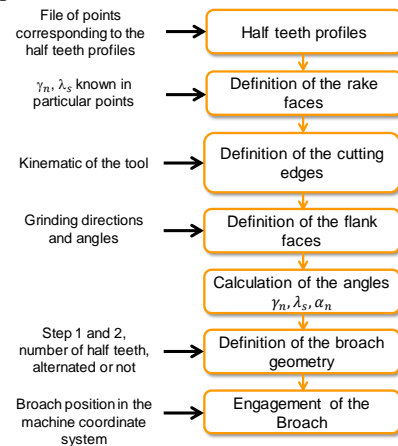 File of points
corresponding to the
half teeth profiles
Half teeth profiles
γn, λs known in
particular points
Definition of the rake
faces
Kinematic of the tool
Definition of the cutting
edges
Grinding directions
and angles
Definition of the flank
faces
Calculation of the angles
γn, λs, αn
Step 1 and 2,
number of half teeth,
alternated or not
Definition of the broach
geometry
Broach position in the
machine coordinate
system
Engagement of the
Broach